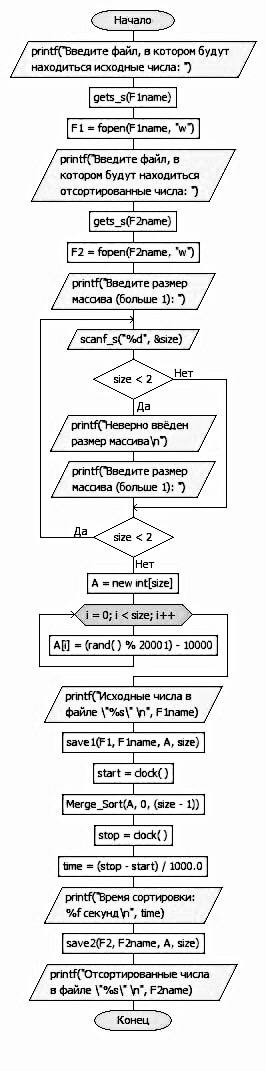 Начало
printf("Введите файл, в котором будут
находиться исходные числа: ")
gets_s(F1name)
F1 = fopen(F1name, "w")
printf("Введите файл, в
котором будут находиться
отсортированные числа: ")
gets_s(F2name)
F2 = fopen(F2name, "w")
printf("Введите размер
массива (больше 1): ")
scanf_s("%d", &size)
size < 2
Нет
Да
printf("Неверно введён
размер массива\n")
printf("Введите размер
массива (больше 1): ")
Да
size < 2
Нет
A = new int[size]
i = 0; i < size; i++
A[i] = (rand( ) % 20001) - 10000
printf("Исходные числа в
файле \"%s\" \n", F1name)
save1(F1, F1name, A, size)
start = clock( )
Merge_Sort(A, 0, (size - 1))
stop = clock( )
time = (stop - start) / 1000.0
printf("Время сортировки:
%f секунд\n", time)
save2(F2, F2name, A, size)
printf("Отсортированные числа
в файле \"%s\" \n", F2name)
Конец